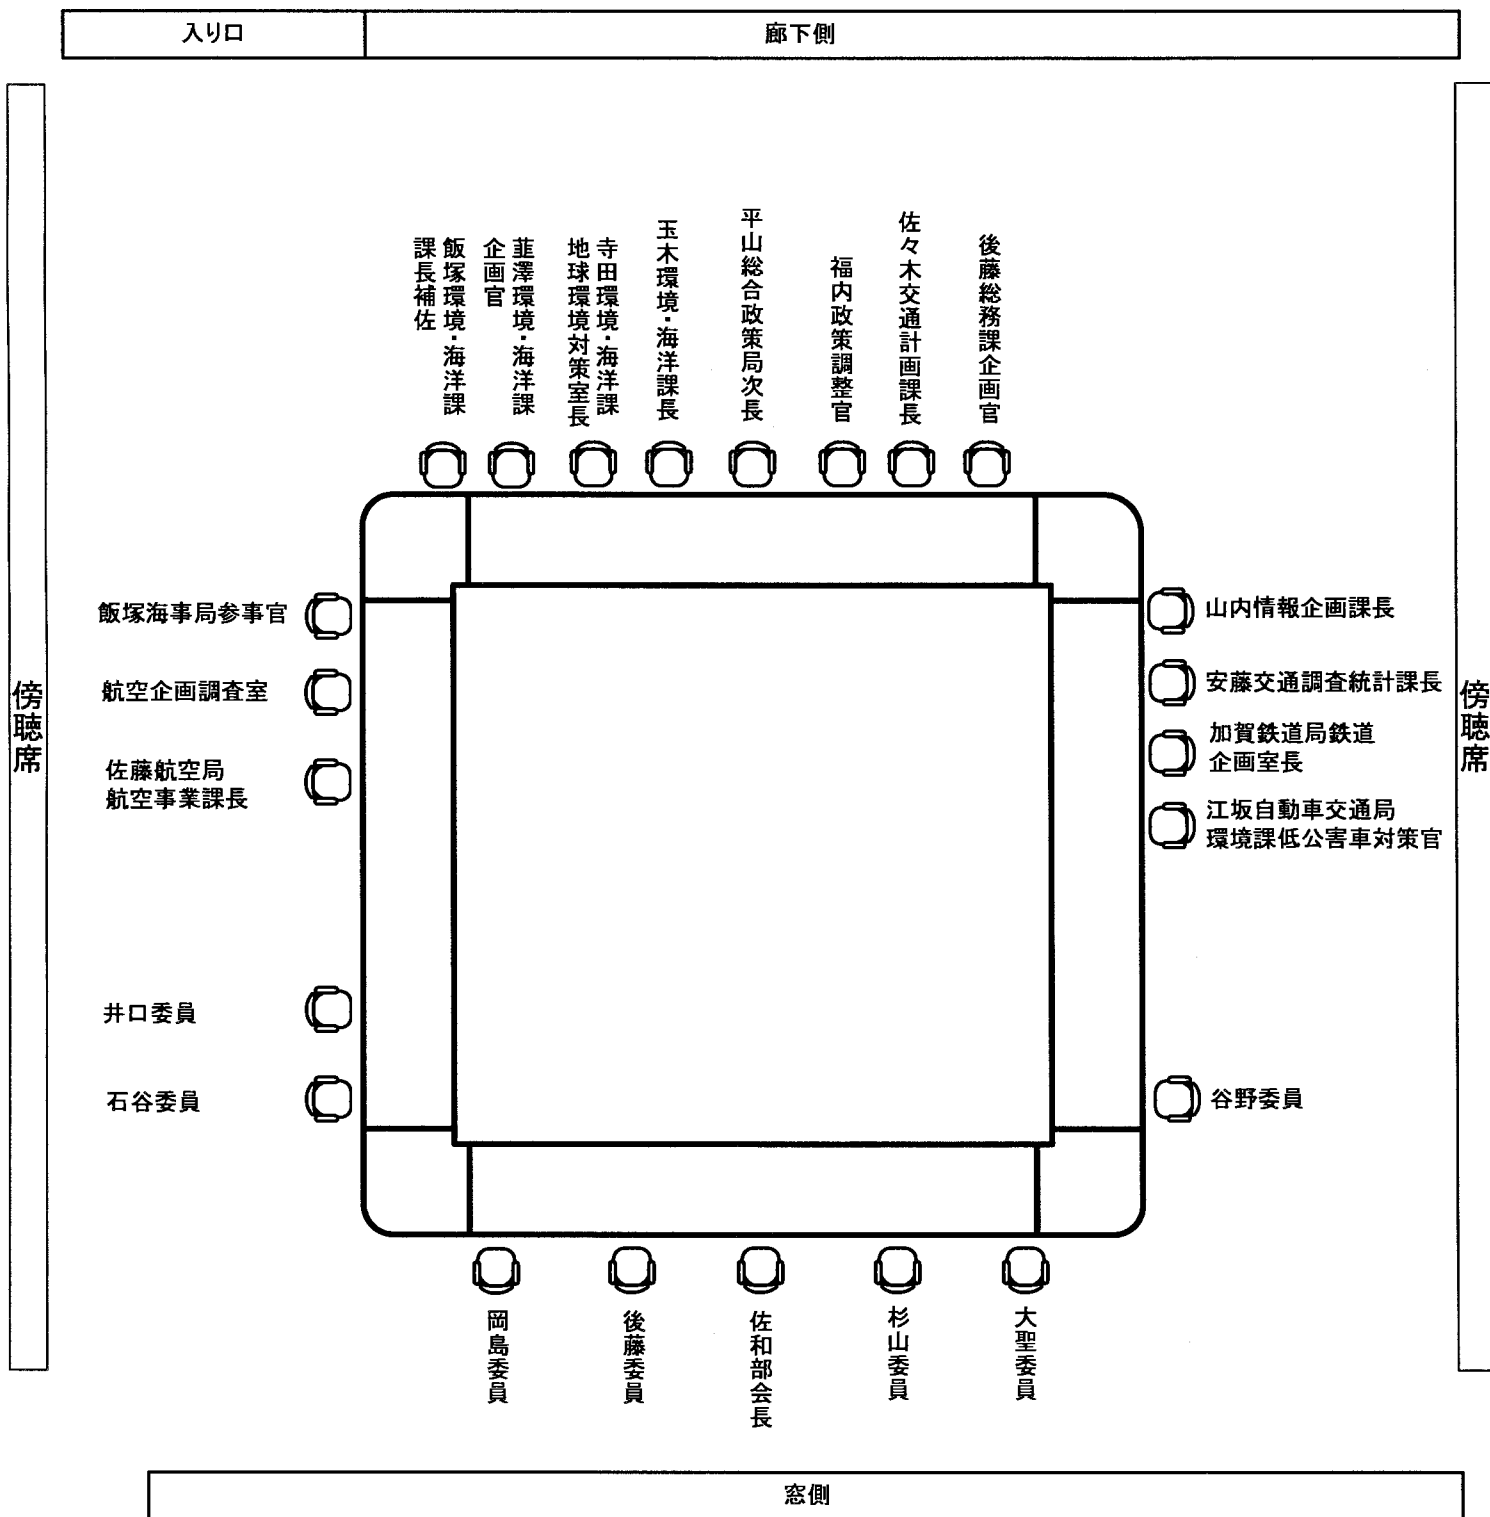 入り口
廊下側
傍聴席
飯塚環境・海洋課
課長補佐
韮澤環境・海洋課
企画官
寺田環境・海洋課
地球環境対策室長
玉木環境・海洋課長
平山総合政策局次長
福内政策調整官
佐々木交通計画課長
後藤総務課企画官
飯塚海事局参事官
航空企画調査室
佐藤航空局
航空事業課長
井口委員
石谷委員
山内情報企画課長
安藤交通調査統計課長
加賀鉄道局鉄道
企画室長
江坂自動車交通局
環境課低公害車対策官
谷野委員
傍聴席
岡島委員
後藤委員
佐和部会長
杉山委員
大聖委員
窓側